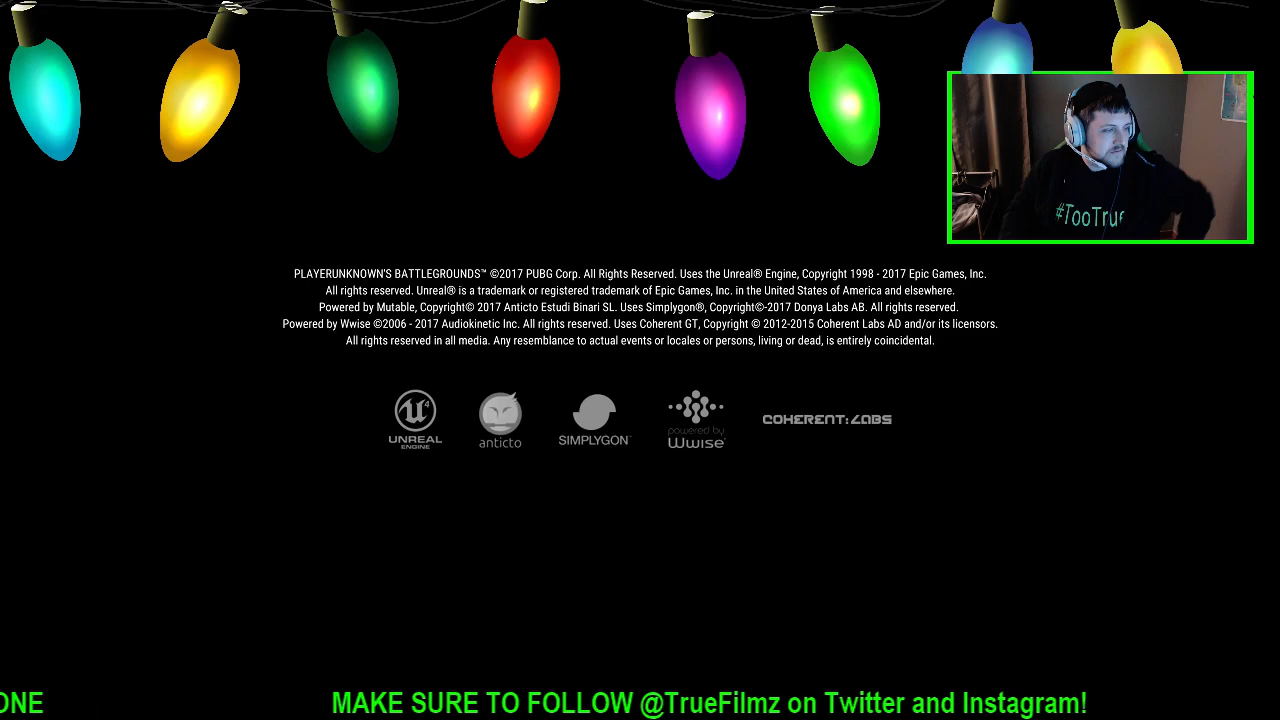 #TooTrue
PLAYERUNKNOWN'S BATTLEGROUNDS™ ©2017 PUBG Corp. All Rights Reserved. Uses the Unreal® Engine, Copyright 1998 - 2017 Epic Games, Inc.
All rights reserved. Unreal® is a trademark or registered trademark of Epic Games, Inc. in the United States of America and elsewhere.
Powered by Mutable, Copyright© 2017 Anticto Estudi Binari SL. Uses Simplygon®, Copyright©-2017 Donya Labs AB. All rights reserved.
Powered by Wwise ©2006 - 2017 Audiokinetic Inc. All rights reserved. Uses Coherent GT, Copyright © 2012-2015 Coherent Labs AD and/or its licensors.
All rights reserved in all media. Any resemblance to actual events or locales or persons, living or dead, is entirely coincidental.
4
UNREAL
ENGINE
anticto
SIMPLYGON™
powered by
Wwise
COHERENT:LABS
ONE MAKE SURE TO FOLLOW @TrueFilmz on Twitter and Instagram!